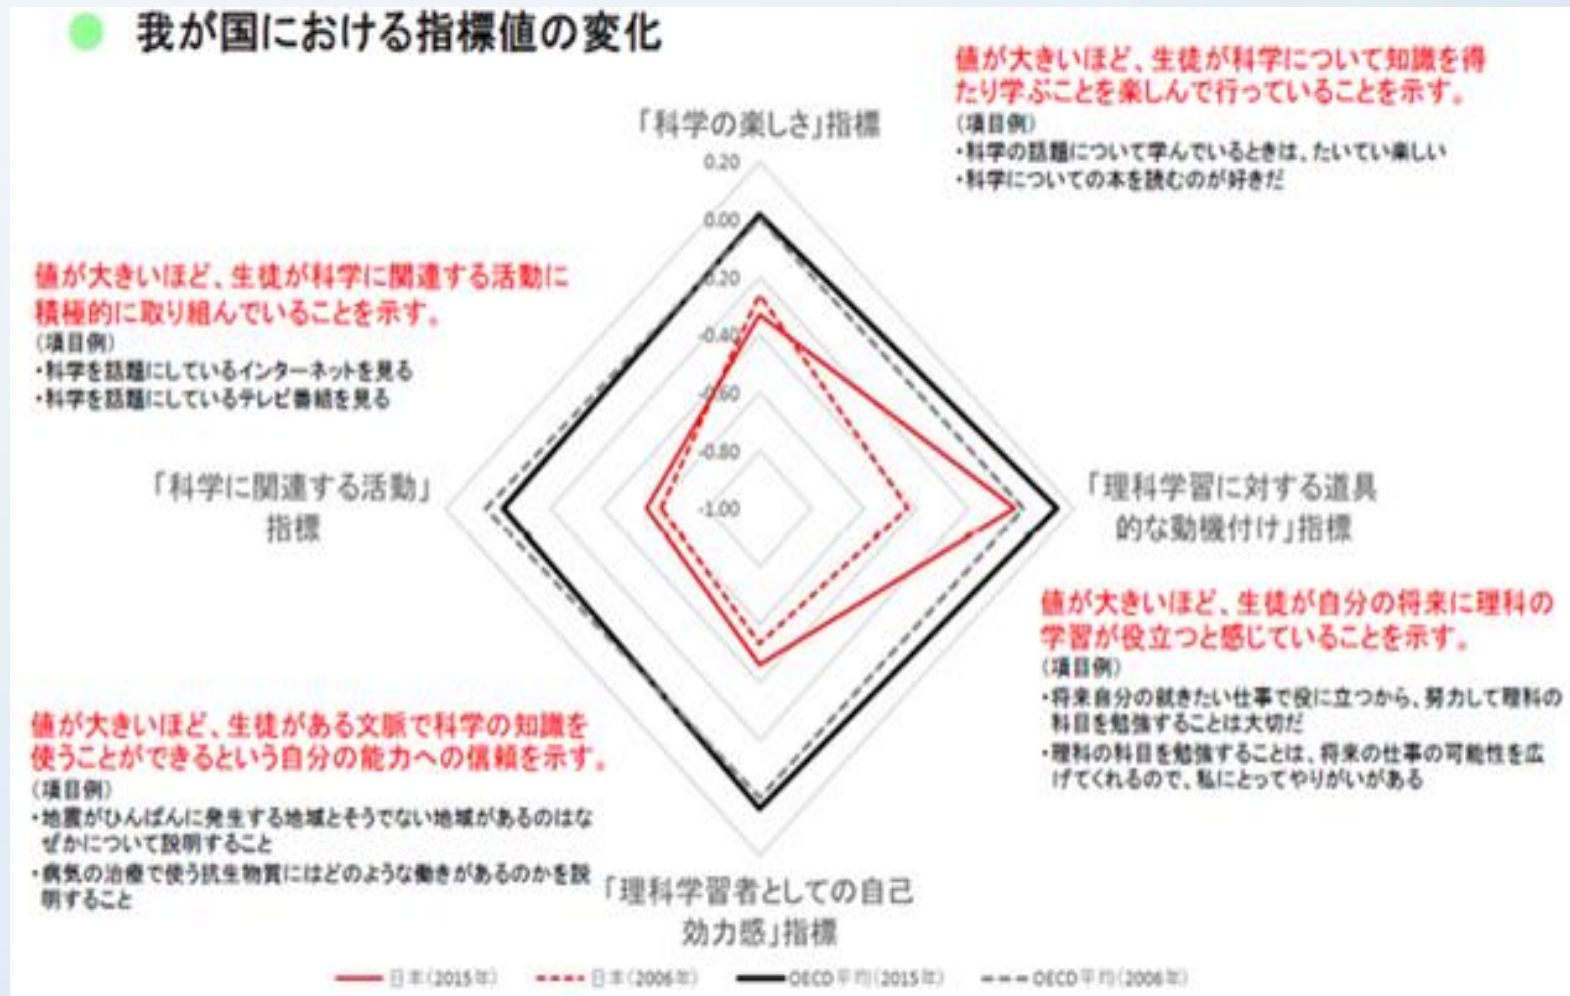 我が国における指標値の変化
値が大きいほど、生徒が科学について知識を得
たり学ぶことを楽しんで行っていることを示す。
（項目例）
・科学の話題について学んでいるときは、たいてい楽しい
・科学についての本を読むのが好きだ
「科学の楽しさ」指標
0.20
0.00
-0.20
-0.40
-0.60
-0.80
-1.00
値が大きいほど、生徒が科学に関連する活動に
積極的に取り組んでいることを示す。
（項目例）
・科学を話題にしているインターネットを見る
・科学を話題にしているテレビ番組を見る
「科学に関連する活動」
指標
「理科学習に対する道具
的な動機付け」指標
値が大きいほど、生徒が自分の将来に理科の
学習が役立つと感じていることを示す。
（項目例）
・将来自分の就きたい仕事で役に立つから、努力して理科の
科目を勉強することは大切だ
・理科の科目を勉強することは、将来の仕事の可能性を広
げてくれるので、私にとってやりがいがある
値が大きいほど、生徒がある文脈で科学の知識を
使うことができるという自分の能力への信頼を示す。
（項目例）
・地震がひんぱんに発生する地域とそうでない地域があるのはな
ぜかについて説明すること
・病気の治療で使う抗生物質にはどのような働きがあるのかを説
明すること
「理科学習者としての自己
効力感」指標
日本（2015年） 日本（2006年） OECD平均（2015年） OECD平均（2006年）